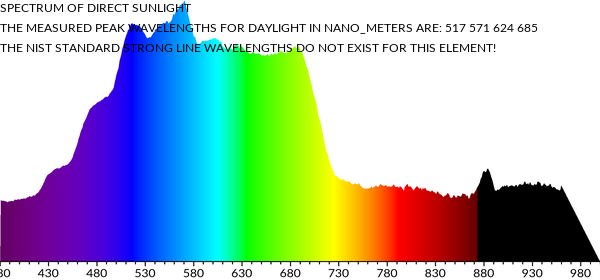 SPECTRUM OF DIRECT SUNLIGHT
THE MEASURED PEAK WAVELENGTHS FOR DAYLIGHT IN NANO_METERS ARE: 517 571 624 685
THE NIST STANDARD STRONG LINE WAVELENGTHS DO NOT EXIST FOR THIS ELEMENT!
80 430 480 530 580 630 680 730 780 830 880 930 980